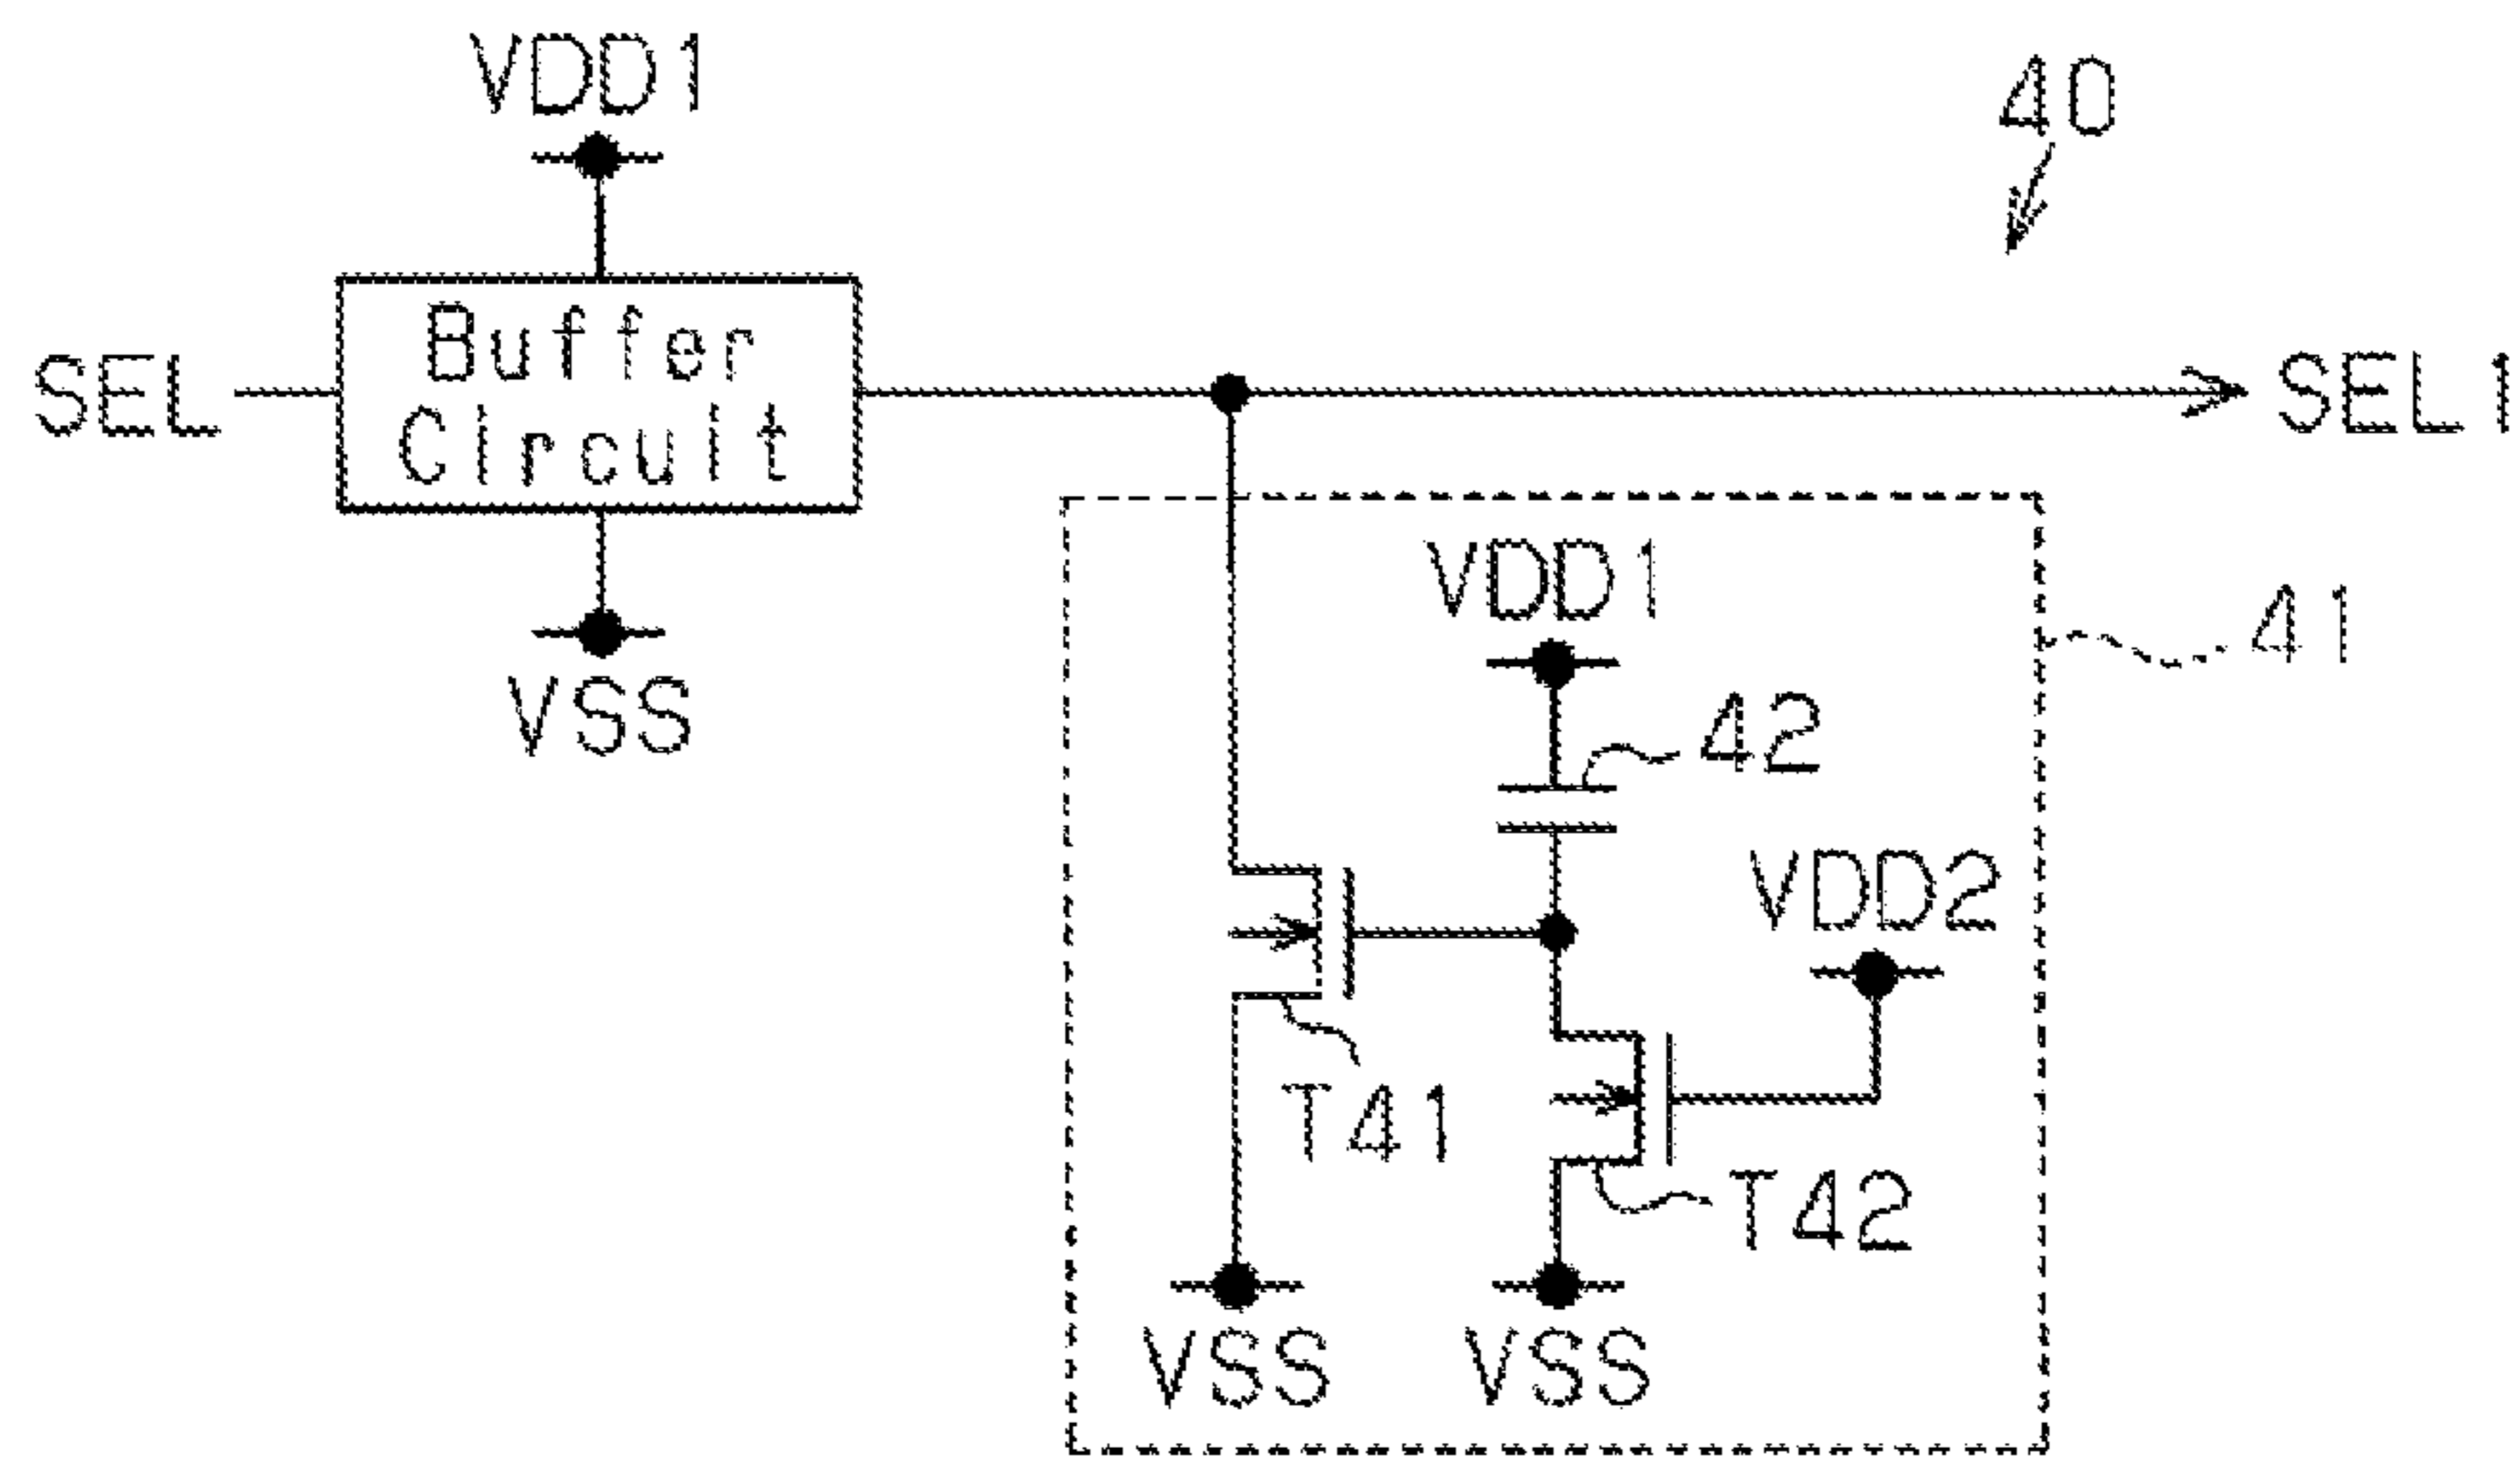 VDD1
40
Buffer
Circuit
SEL
SEL1
VSS
VDD1
41
42
VDD2
T41
T42
VSS
VSS